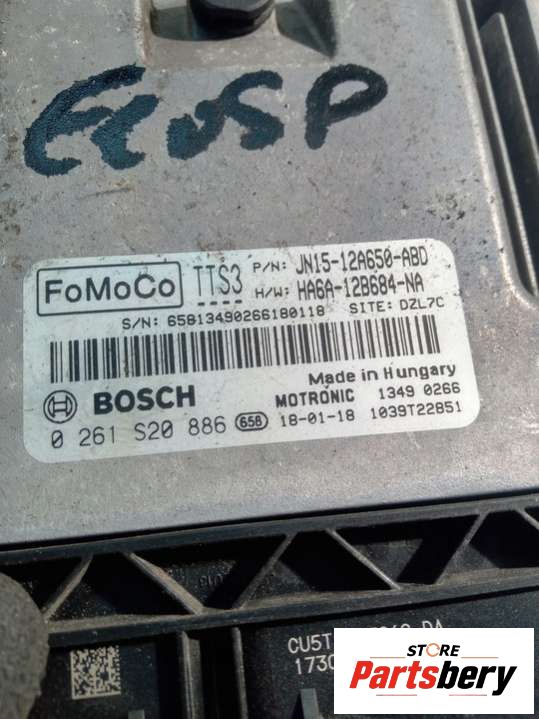 ECOSP
FoMoCo TTS3 P/N: JN15-12A650-ABD
H/W: HA6A-12B684-NA
S/N: 65813490266180118 SITE: DZL7C
Made in Hungary
BOSCH MOTRONIC 1349 0266
0 261 S20 886 658 18-01-18 1039T22851
CU5T
173
STORE
Partsbery